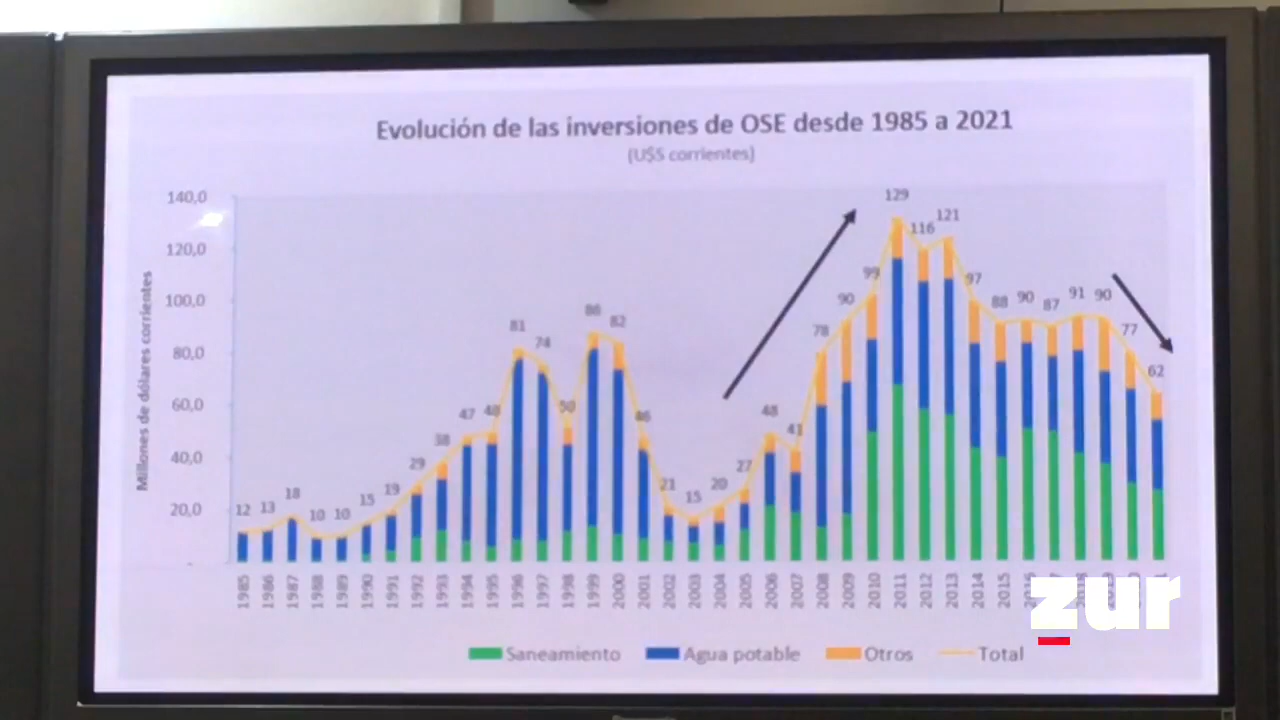 Evolución de las inversiones de OSE desde 1985 a 2021
(U$S corrientes)
Millones de dólares corrientes
140,0
120,0
100,0
80,0
60,0
40,0
20,0
-
12 13 18 10 10 15 19 29 38 47 48 81 74 50 86 82 46 21 15 20 27 48 41 78 90 99 129 116 121 97 88 90 87 91 90 77 62
1985 1986 1987 1988 1989 1990 1991 1992 1993 1994 1995 1996 1997 1998 1999 2000 2001 2002 2003 2004 2005 2006 2007 2008 2009 2010 2011 2012 2013 2014 2015
zur
Saneamiento Agua potable Otros Total